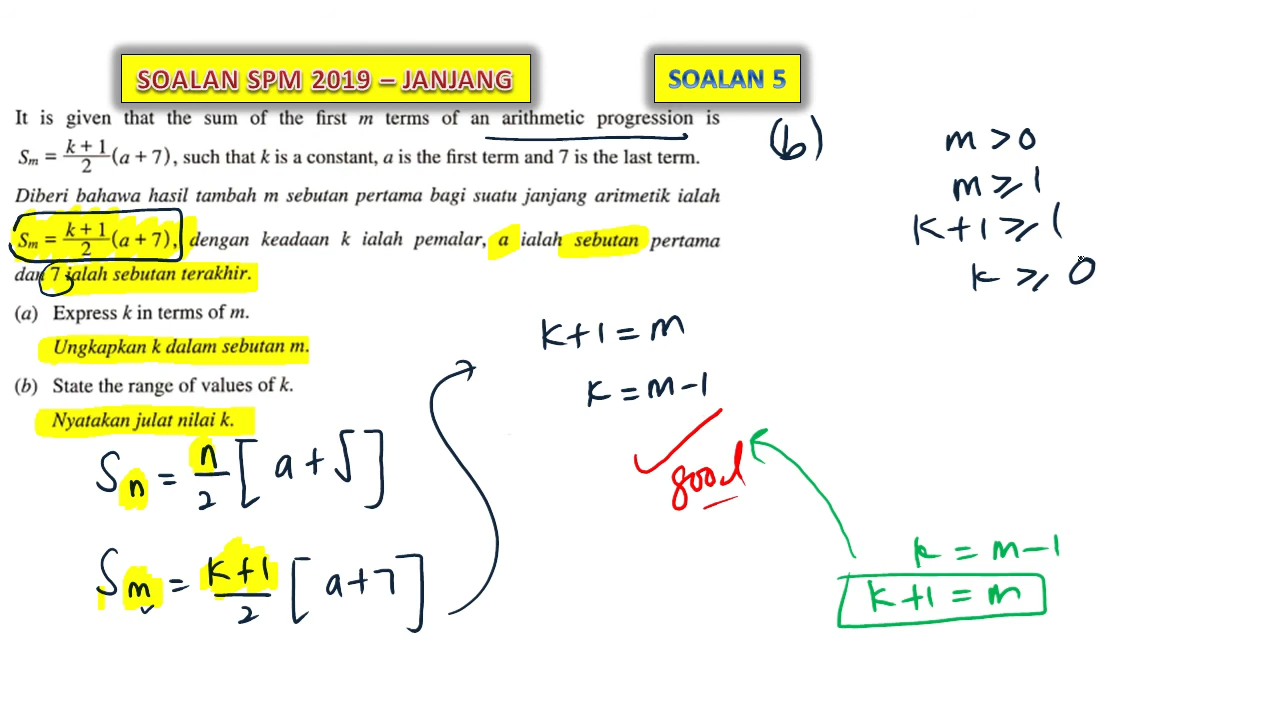 SOALAN SPM 2019 – JANJANG
SOALAN 5
It is given that the sum of the first m terms of an arithmetic progression is
Sₘ = (k + 1)/2 (a + 7), such that k is a constant, a is the first term and 7 is the last term.
Diberi bahawa hasil tambah m sebutan pertama bagi suatu janjang aritmetik ialah
Sₘ = (k + 1)/2 (a + 7), dengan keadaan k ialah pemalar, a ialah sebutan pertama
dan 7 ialah sebutan terakhir.
(a) Express k in terms of m.
Ungkapkan k dalam sebutan m.
(b) State the range of values of k.
Nyatakan julat nilai k.
Sn = n/2 [ a + l ]
Sm = k+1/2 [ a+7 ]
k+1 = m
k = m-1
good
(b)
m > 0
m ≥ 1
k+1 ≥ 1
k ≥ 0
k = m-1
k+1 = m